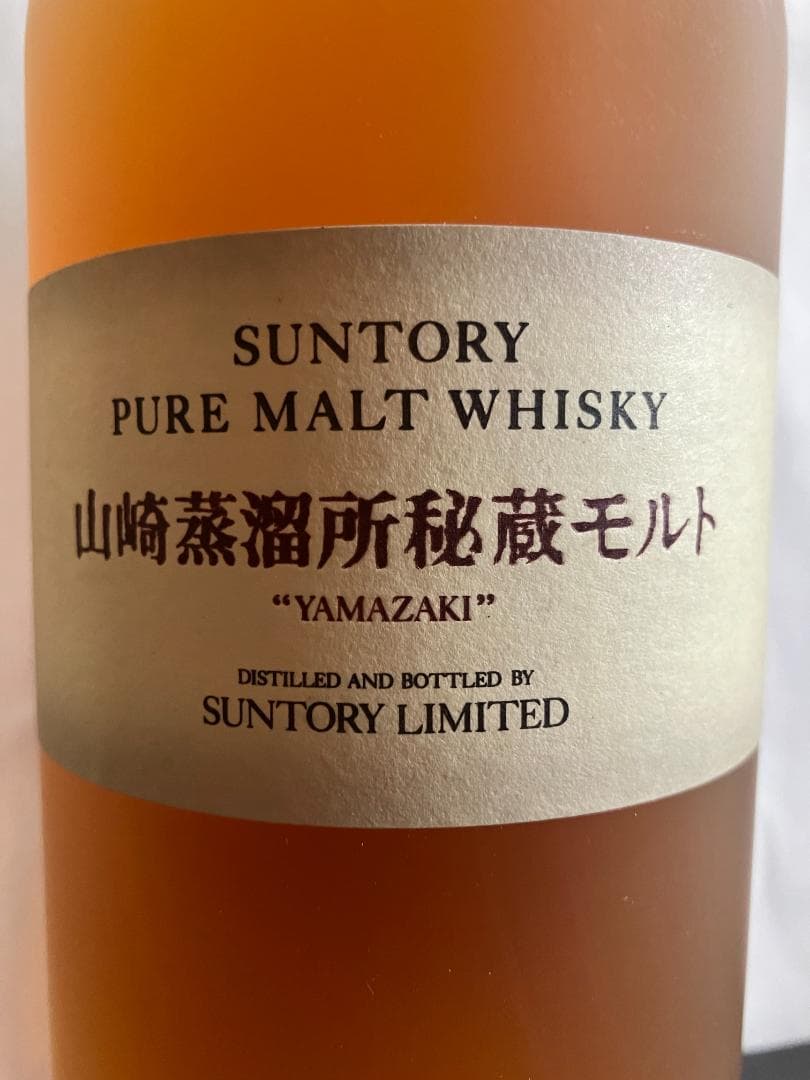 SUNTORY
PURE MALT WHISKY
山崎蒸溜所秘蔵モルト
“YAMAZAKI”
DISTILLED AND BOTTLED BY
SUNTORY LIMITED